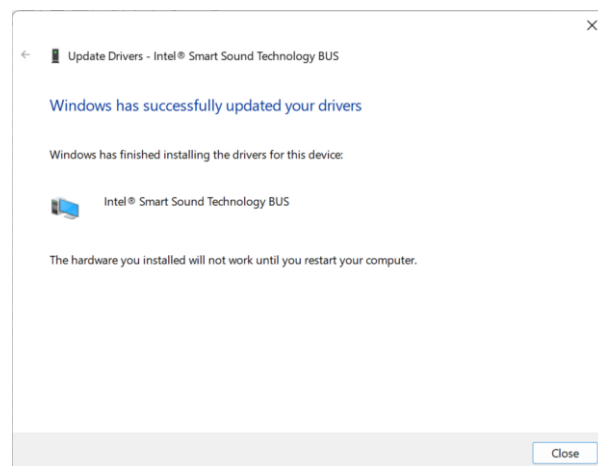 Update Drivers - Intel® Smart Sound Technology BUS
Windows has successfully updated your drivers
Windows has finished installing the drivers for this device:
Intel® Smart Sound Technology BUS
The hardware you installed will not work until you restart your computer.
Close